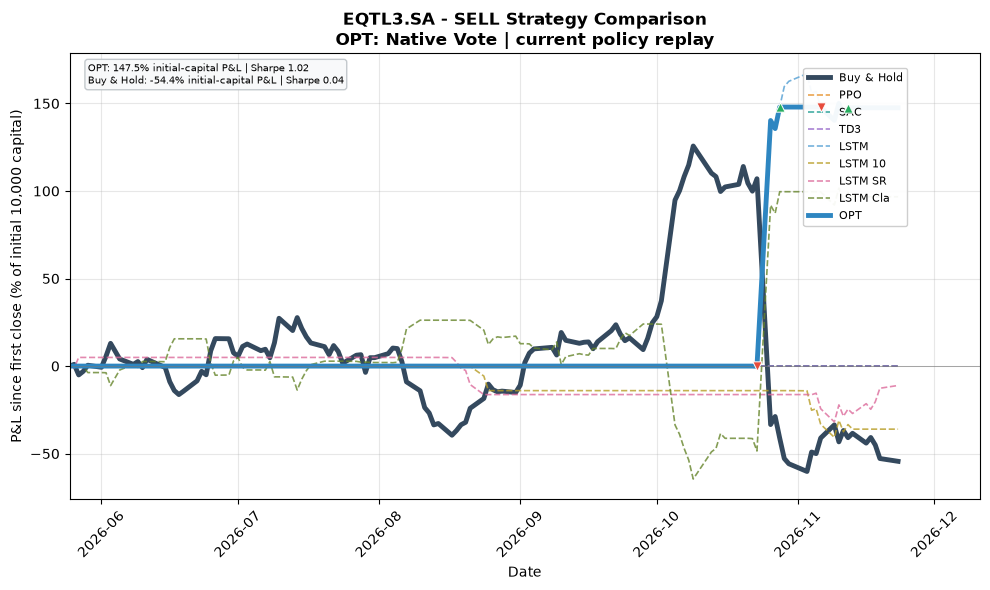 EQTL3.SA - SELL Strategy Comparison
OPT: Native Vote | current policy replay
OPT: 147.5% initial-capital P&L | Sharpe 1.02
Buy & Hold: -54.4% initial-capital P&L | Sharpe 0.04
Buy & Hold
PPO
SAC
TD3
LSTM
LSTM 10
LSTM SR
LSTM Cla
OPT
P&L since first close (% of initial 10,000 capital)
150
100
50
0
−50
2026-06
2026-07
2026-08
2026-09
2026-10
2026-11
2026-12
Date